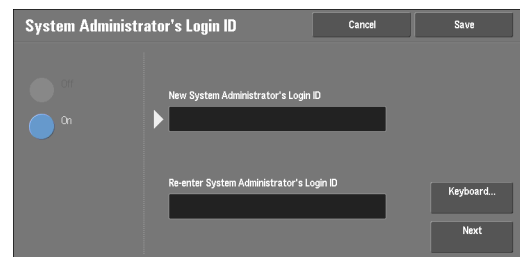 System Administrator's Login ID
Cancel
Save
Off
On
New System Administrator's Login ID
Re-enter System Administrator's Login ID
Keyboard...
Next